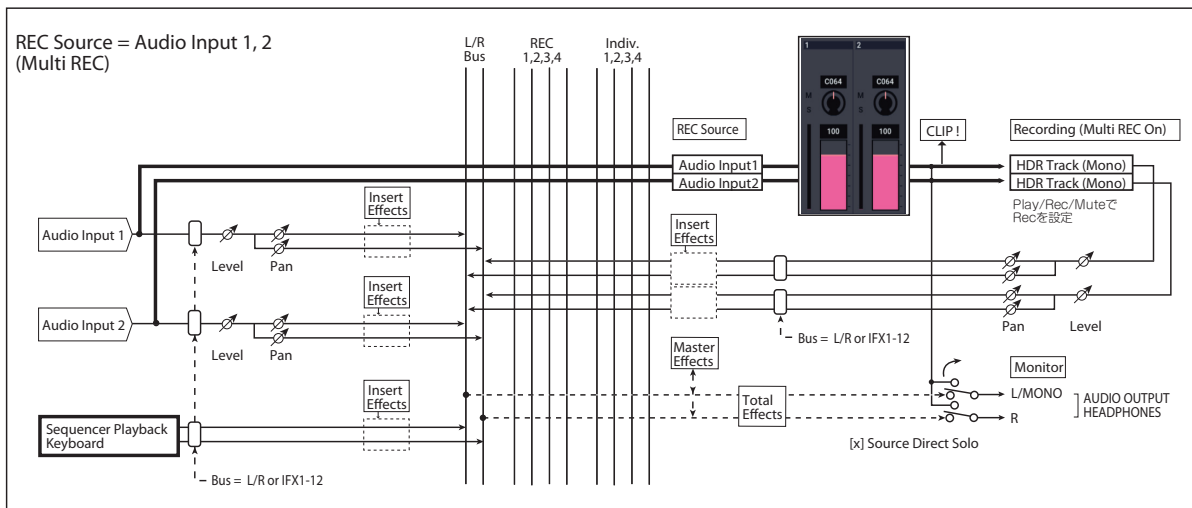 REC Source = Audio Input 1, 2
(Multi REC)
L/R
Bus
REC
1,2,3,4
Indiv.
1,2,3,4
1
2
C064
C064
M
S
M
S
100
100
REC Source
CLIP !
Recording (Multi REC On)
Audio Input1
Audio Input2
HDR Track (Mono)
HDR Track (Mono)
Play/Rec/Muteで
Recを設定
Audio Input 1
Level
Pan
Insert
Effects
Insert
Effects
Audio Input 2
Level
Pan
Insert
Effects
Pan
Level
Bus = L/R or IFX1-12
Master
Effects
Monitor
Sequencer Playback
Keyboard
Insert
Effects
Total
Effects
L/MONO
R
AUDIO OUTPUT
HEADPHONES
[x] Source Direct Solo
Bus = L/R or IFX1-12